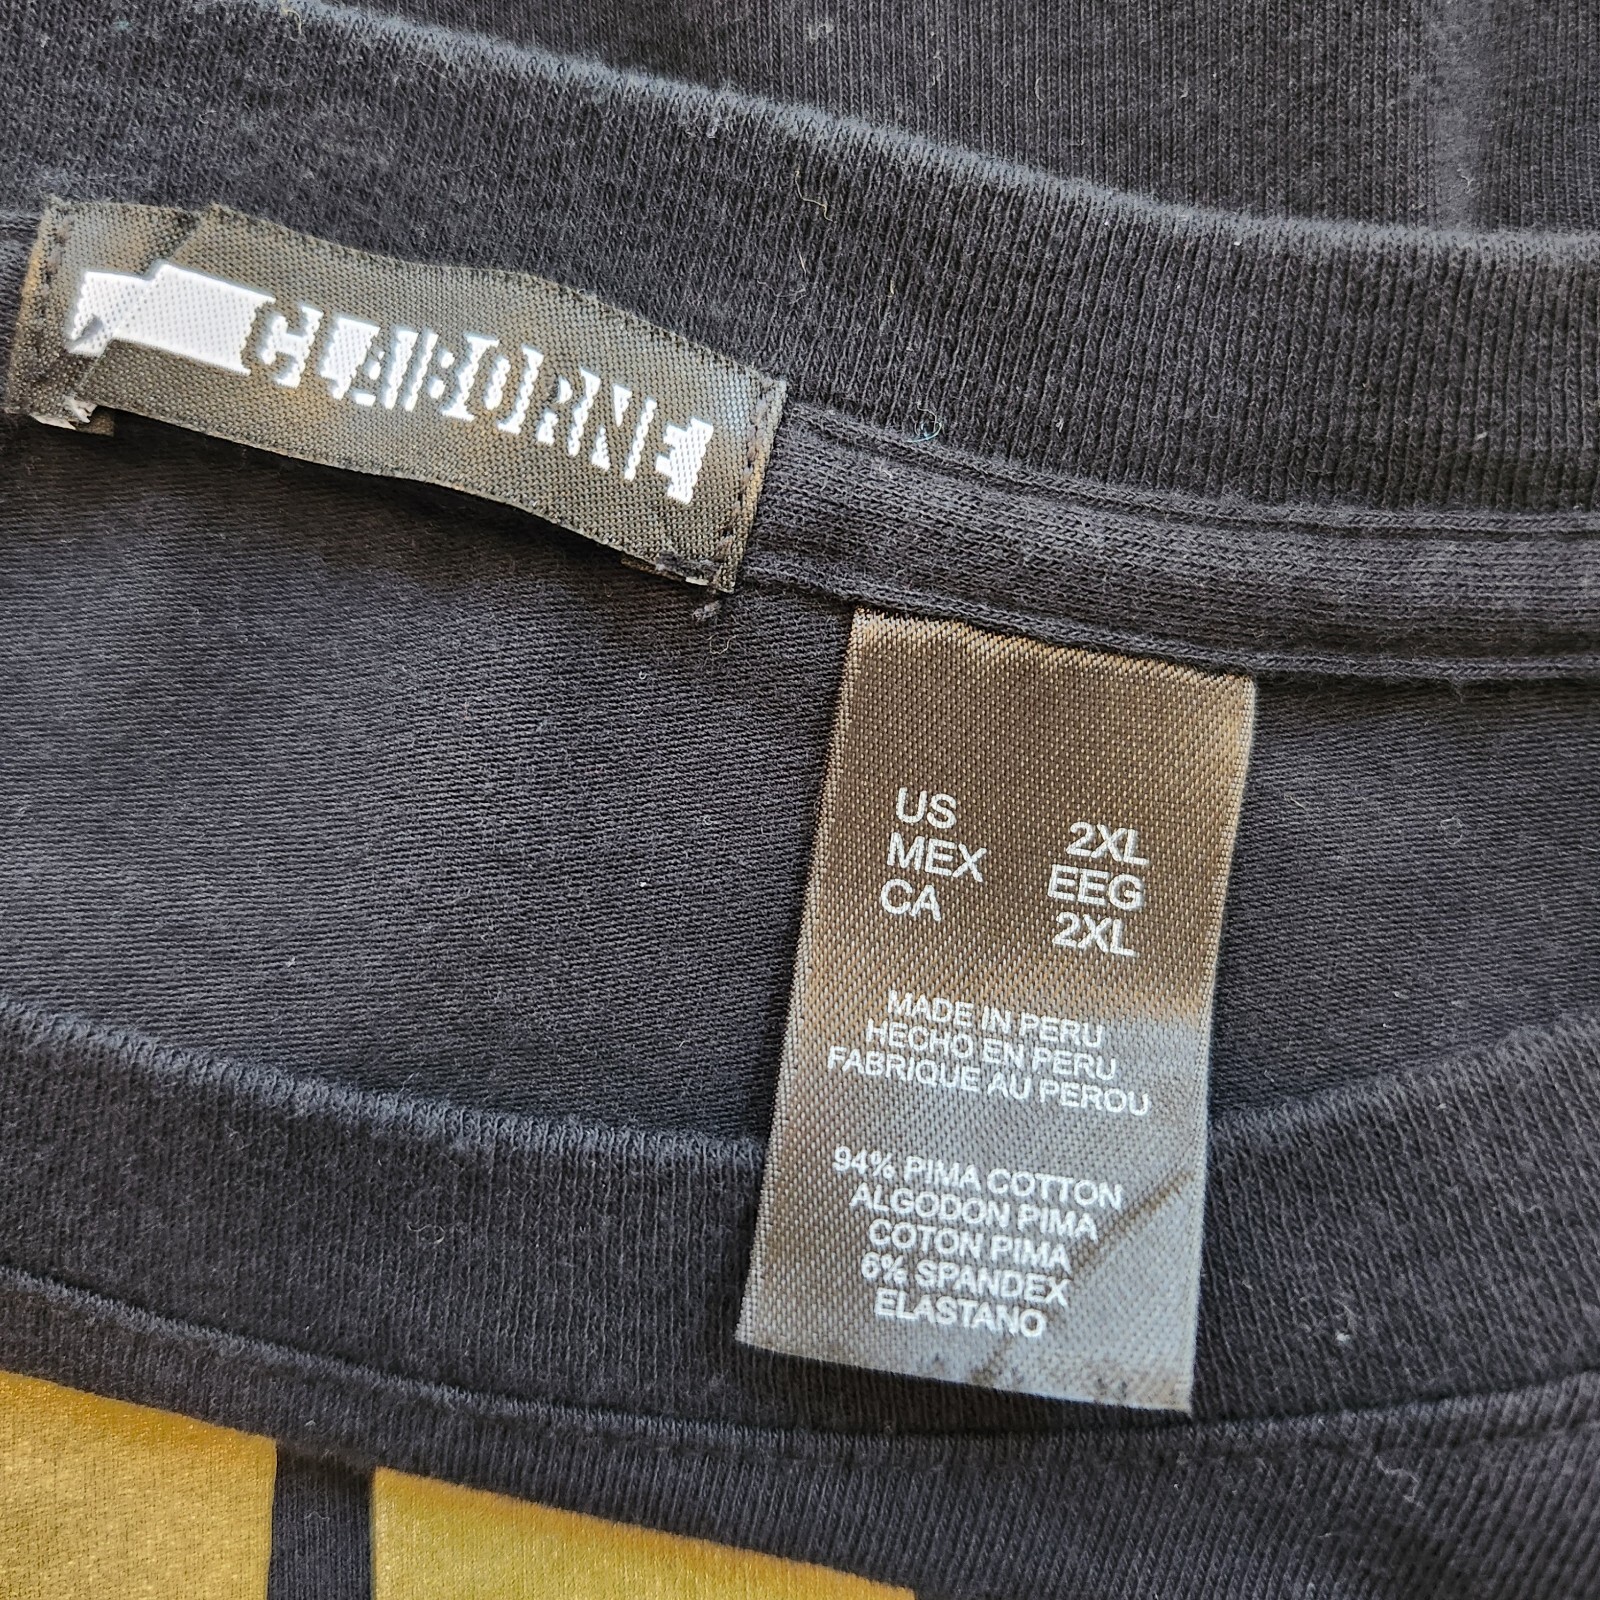 CLAIBORNE
US 2XL
MEX EEG
CA 2XL
MADE IN PERU
HECHO EN PERU
FABRIQUE AU PEROU
94% PIMA COTTON
ALGODON PIMA
COTON PIMA
6% SPANDEX
ELASTANO